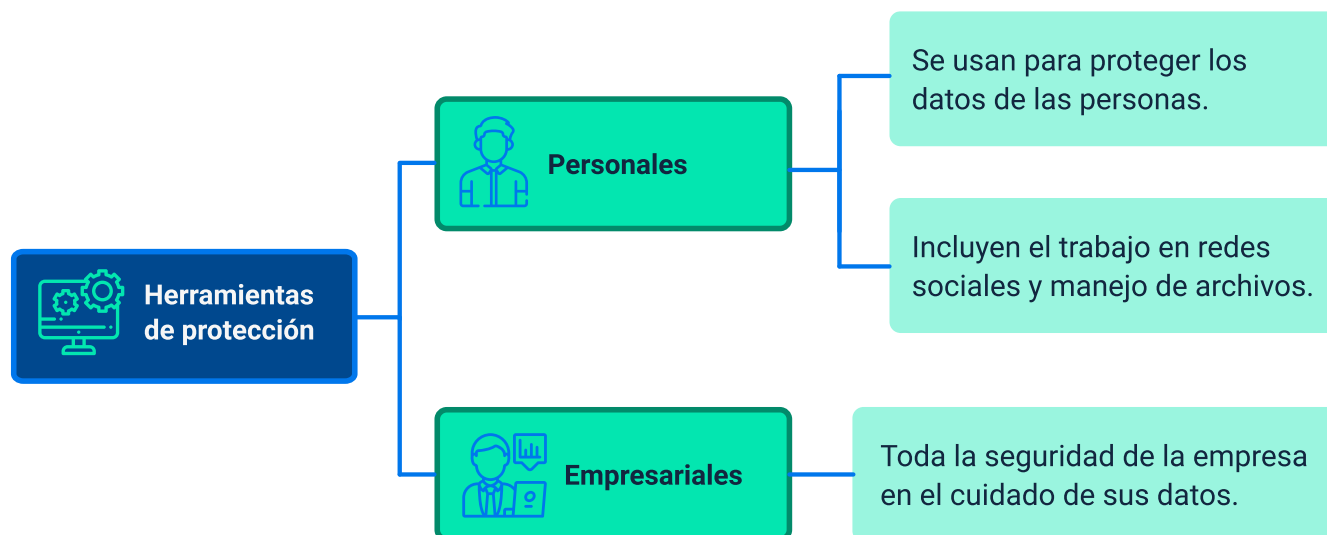 Herramientas
de protección
Personales
Se usan para proteger los
datos de las personas.
Incluyen el trabajo en redes
sociales y manejo de archivos.
Empresariales
Toda la seguridad de la empresa
en el cuidado de sus datos.